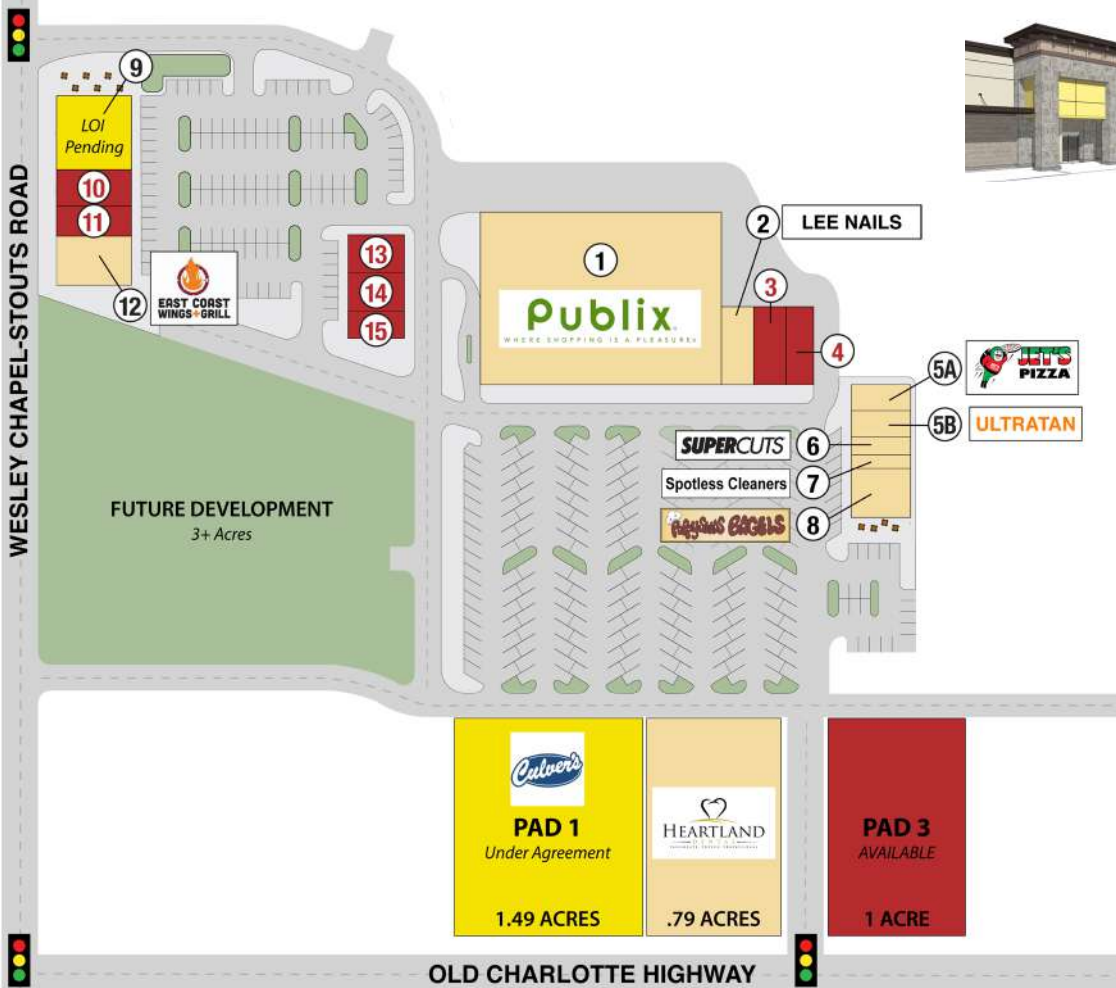 WESLEY CHAPEL-STOUTS ROAD
9
LOI
Pending
10
11
12
EAST COAST
WINGS+GRILL
13
14
15
1
Publix
WHERE SHOPPING IS A PLEASURE
2
LEE NAILS
3
4
5A
JET'S
PIZZA
5B
ULTRATAN
SUPERCUTS
6
Spotless Cleaners
7
BAGELS
8
FUTURE DEVELOPMENT
3+ Acres
Culver's
PAD 1
Under Agreement
1.49 ACRES
HEARTLAND
DENTAL
.79 ACRES
PAD 3
AVAILABLE
1 ACRE
OLD CHARLOTTE HIGHWAY